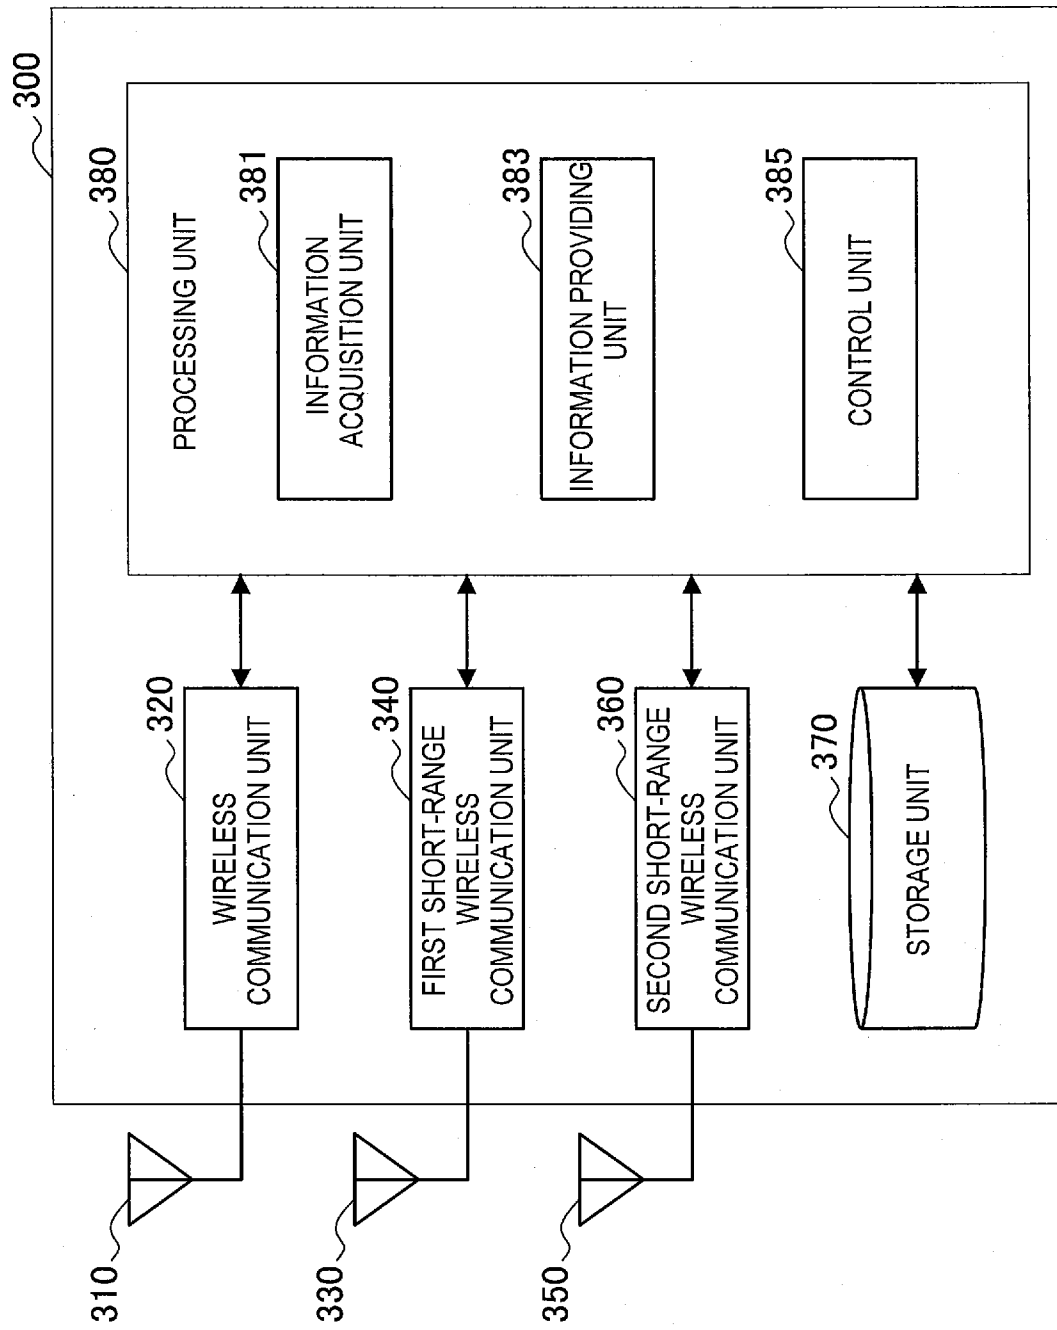 300
310
320
WIRELESS
COMMUNICATION UNIT
330
340
FIRST SHORT-RANGE
WIRELESS
COMMUNICATION UNIT
350
360
SECOND SHORT-RANGE
WIRELESS
COMMUNICATION UNIT
370
STORAGE UNIT
380
PROCESSING UNIT
381
INFORMATION
ACQUISITION UNIT
383
INFORMATION PROVIDING
UNIT
385
CONTROL UNIT